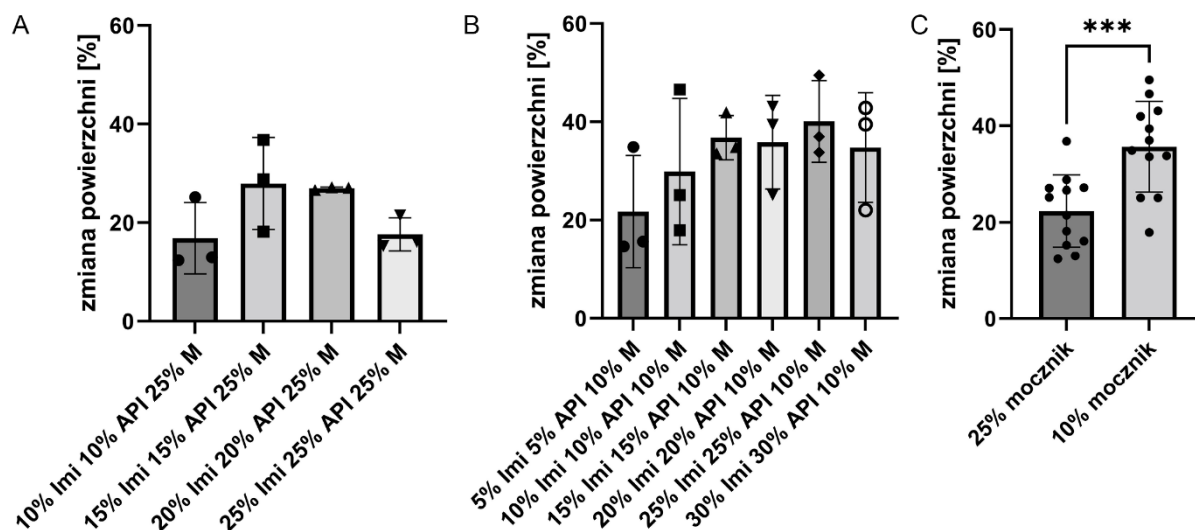 A
zmiana powierzchni [%]
60
40
20
0
10% Imi 10% API 25% M
15% Imi 15% API 25% M
20% Imi 20% API 25% M
25% Imi 25% API 25% M
B
zmiana powierzchni [%]
60
40
20
0
5% Imi 5% API 10% M
10% Imi 10% API 10% M
15% Imi 15% API 10% M
20% Imi 20% API 10% M
25% Imi 25% API 10% M
30% Imi 30% API 10% M
C
zmiana powierzchni [%]
60
40
20
0
***
25% mocznik
10% mocznik